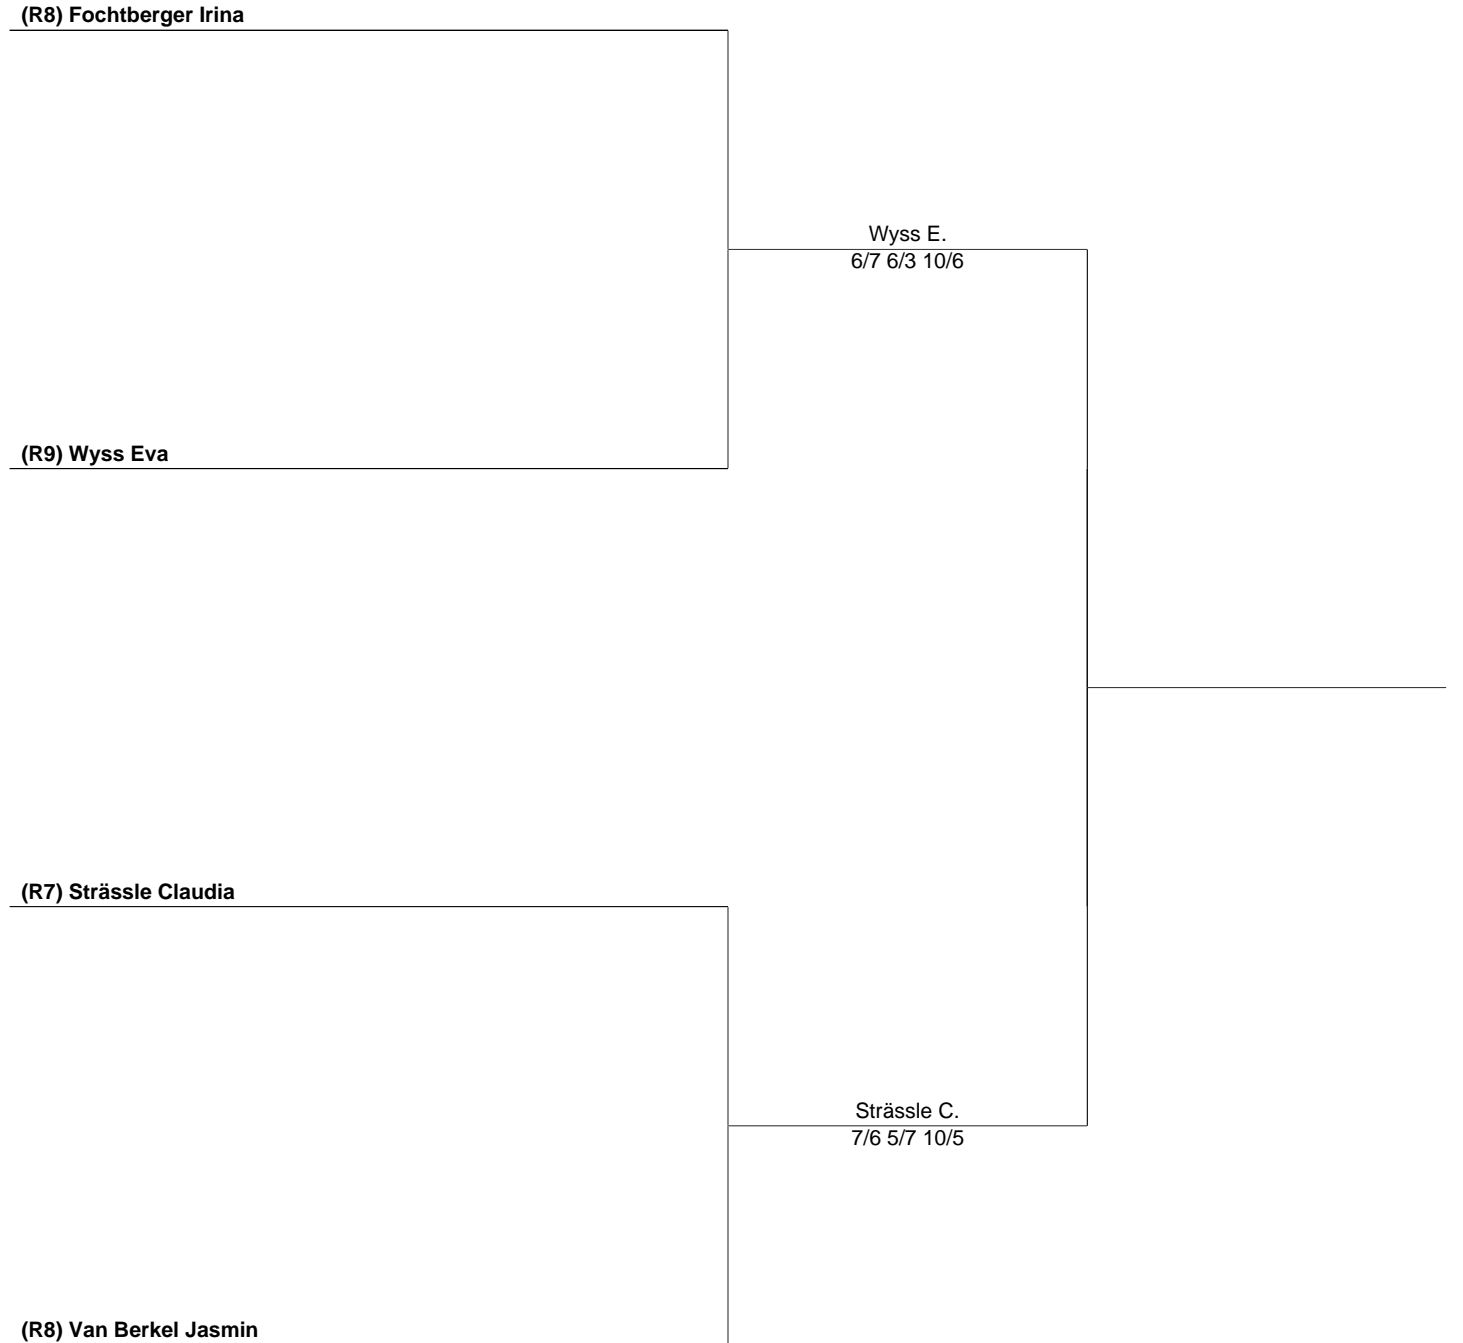 (R8) Fochtberger Irina
Wyss E.
6/7 6/3 10/6
(R9) Wyss Eva
(R7) Strässle Claudia
Strässle C.
7/6 5/7 10/5
(R8) Van Berkel Jasmin